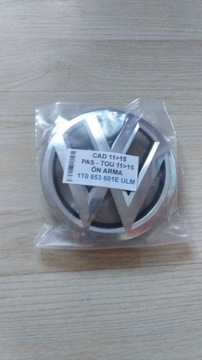 CAD 11>15
PAS - TOU 11>15
ÖN ARMA
1T0 853 601E ULM